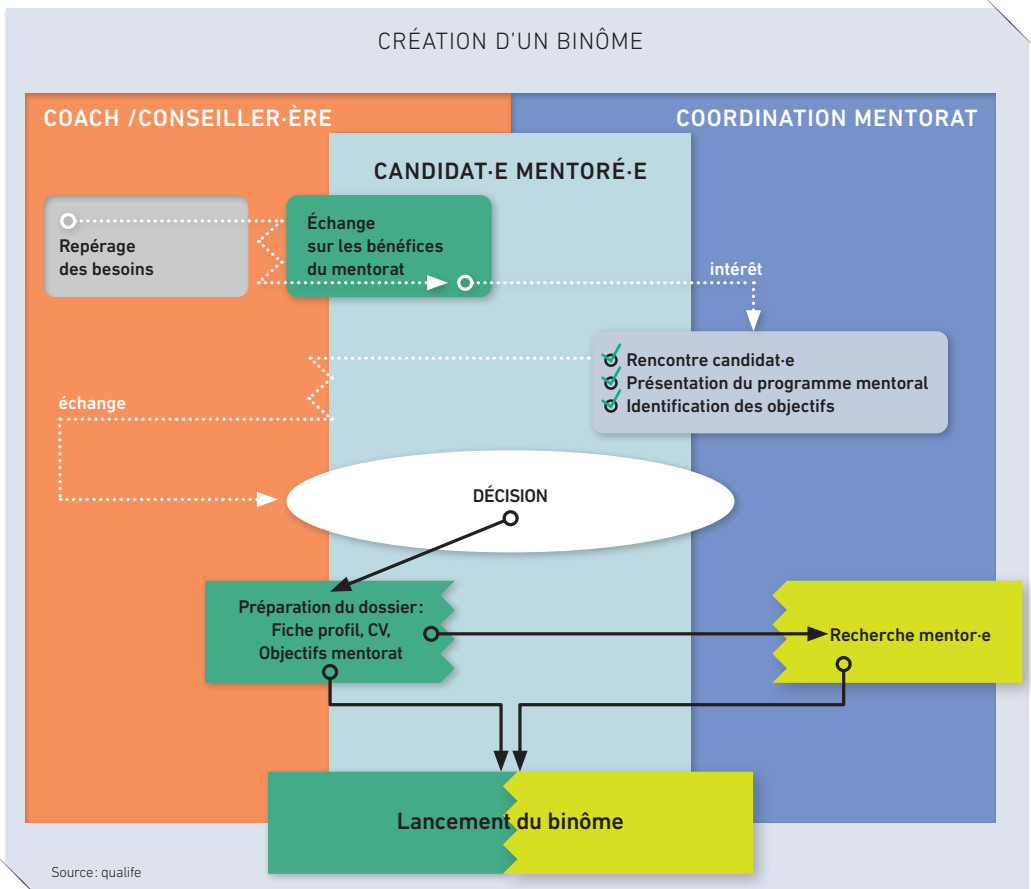 CRÉATION D'UN BINÔME
COACH /CONSEILLER·ÈRE
COORDINATION MENTORAT
CANDIDAT·E MENTORÉ·E
Repérage
des besoins
Échange
sur les bénéfices
du mentorat
intérêt
Rencontre candidat·e
Présentation du programme mentoral
Identification des objectifs
échange
DÉCISION
Préparation du dossier:
Fiche profil, CV,
Objectifs mentorat
Recherche mentor·e
Lancement du binôme
Source: qualife